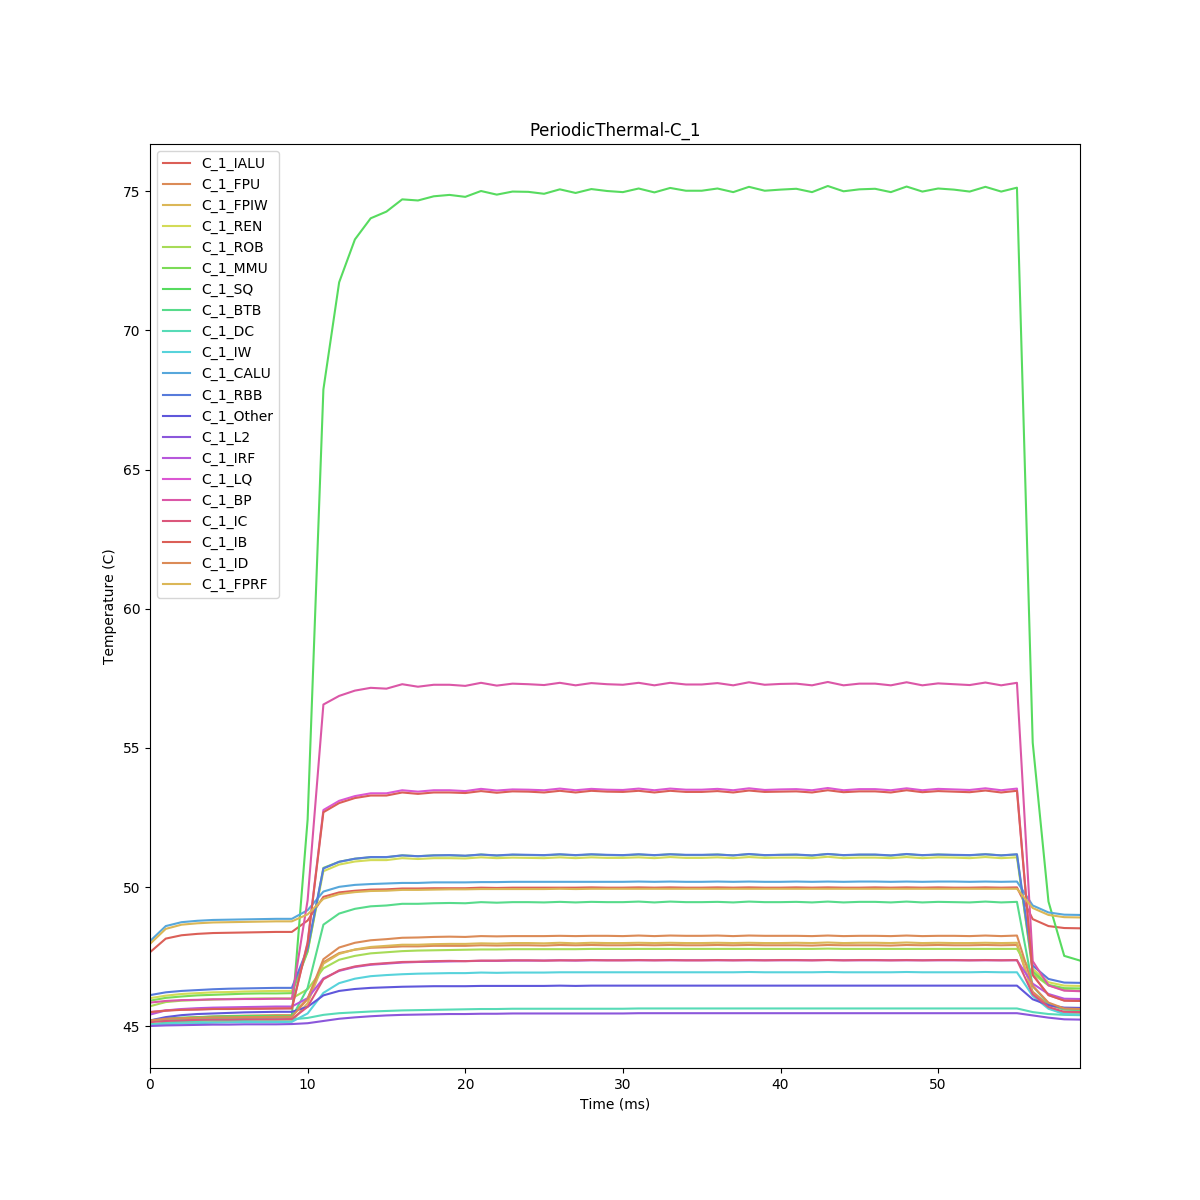 PeriodicThermal-C_1
C_1_IALU
C_1_FPU
C_1_FPIW
C_1_REN
C_1_ROB
C_1_MMU
C_1_SQ
C_1_BTB
C_1_DC
C_1_IW
C_1_CALU
C_1_RBB
C_1_Other
C_1_L2
C_1_IRF
C_1_LQ
C_1_BP
C_1_IC
C_1_IB
C_1_ID
C_1_FPRF
75
70
65
60
55
50
45
Temperature (C)
0 10 20 30 40 50
Time (ms)